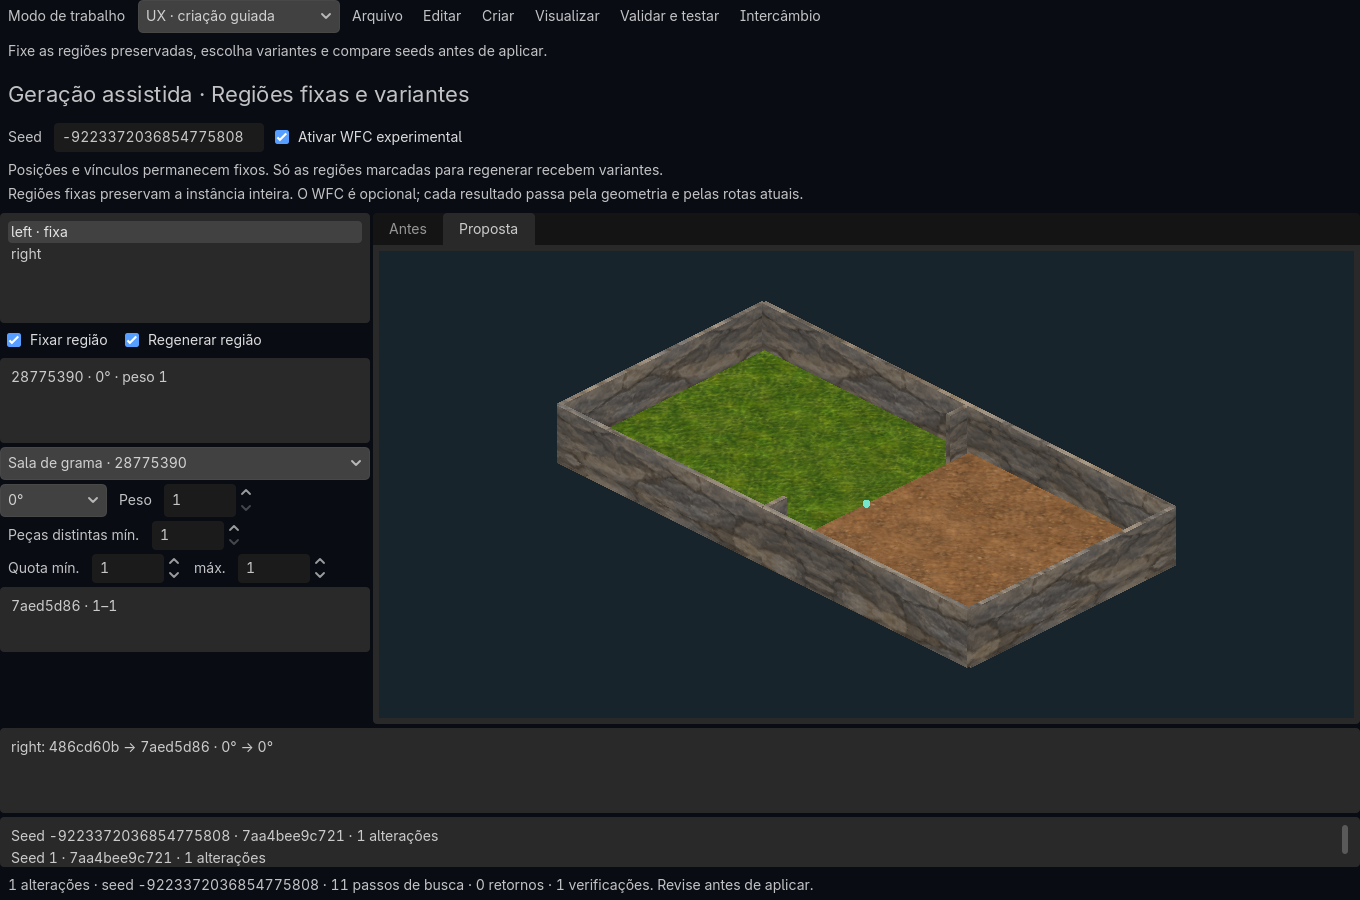 Modo de trabalho UX · criação guiada Arquivo Editar Criar Visualizar Validar e testar Intercâmbio
Fixe as regiões preservadas, escolha variantes e compare seeds antes de aplicar.
Geração assistida · Regiões fixas e variantes
Seed -9223372036854775808 Ativar WFC experimental
Posições e vínculos permanecem fixos. Só as regiões marcadas para regenerar recebem variantes.
Regiões fixas preservam a instância inteira. O WFC é opcional; cada resultado passa pela geometria e pelas rotas atuais.
left · fixa
right
Fixar região Regenerar região
28775390 · 0° · peso 1
Sala de grama · 28775390
0° Peso 1
Peças distintas mín. 1
Quota mín. 1 máx. 1
7aed5d86 · 1–1
Antes Proposta
right: 486cd60b → 7aed5d86 · 0° → 0°
Seed -9223372036854775808 · 7aa4bee9c721 · 1 alterações
Seed 1 · 7aa4bee9c721 · 1 alterações
1 alterações · seed -9223372036854775808 · 11 passos de busca · 0 retornos · 1 verificações. Revise antes de aplicar.